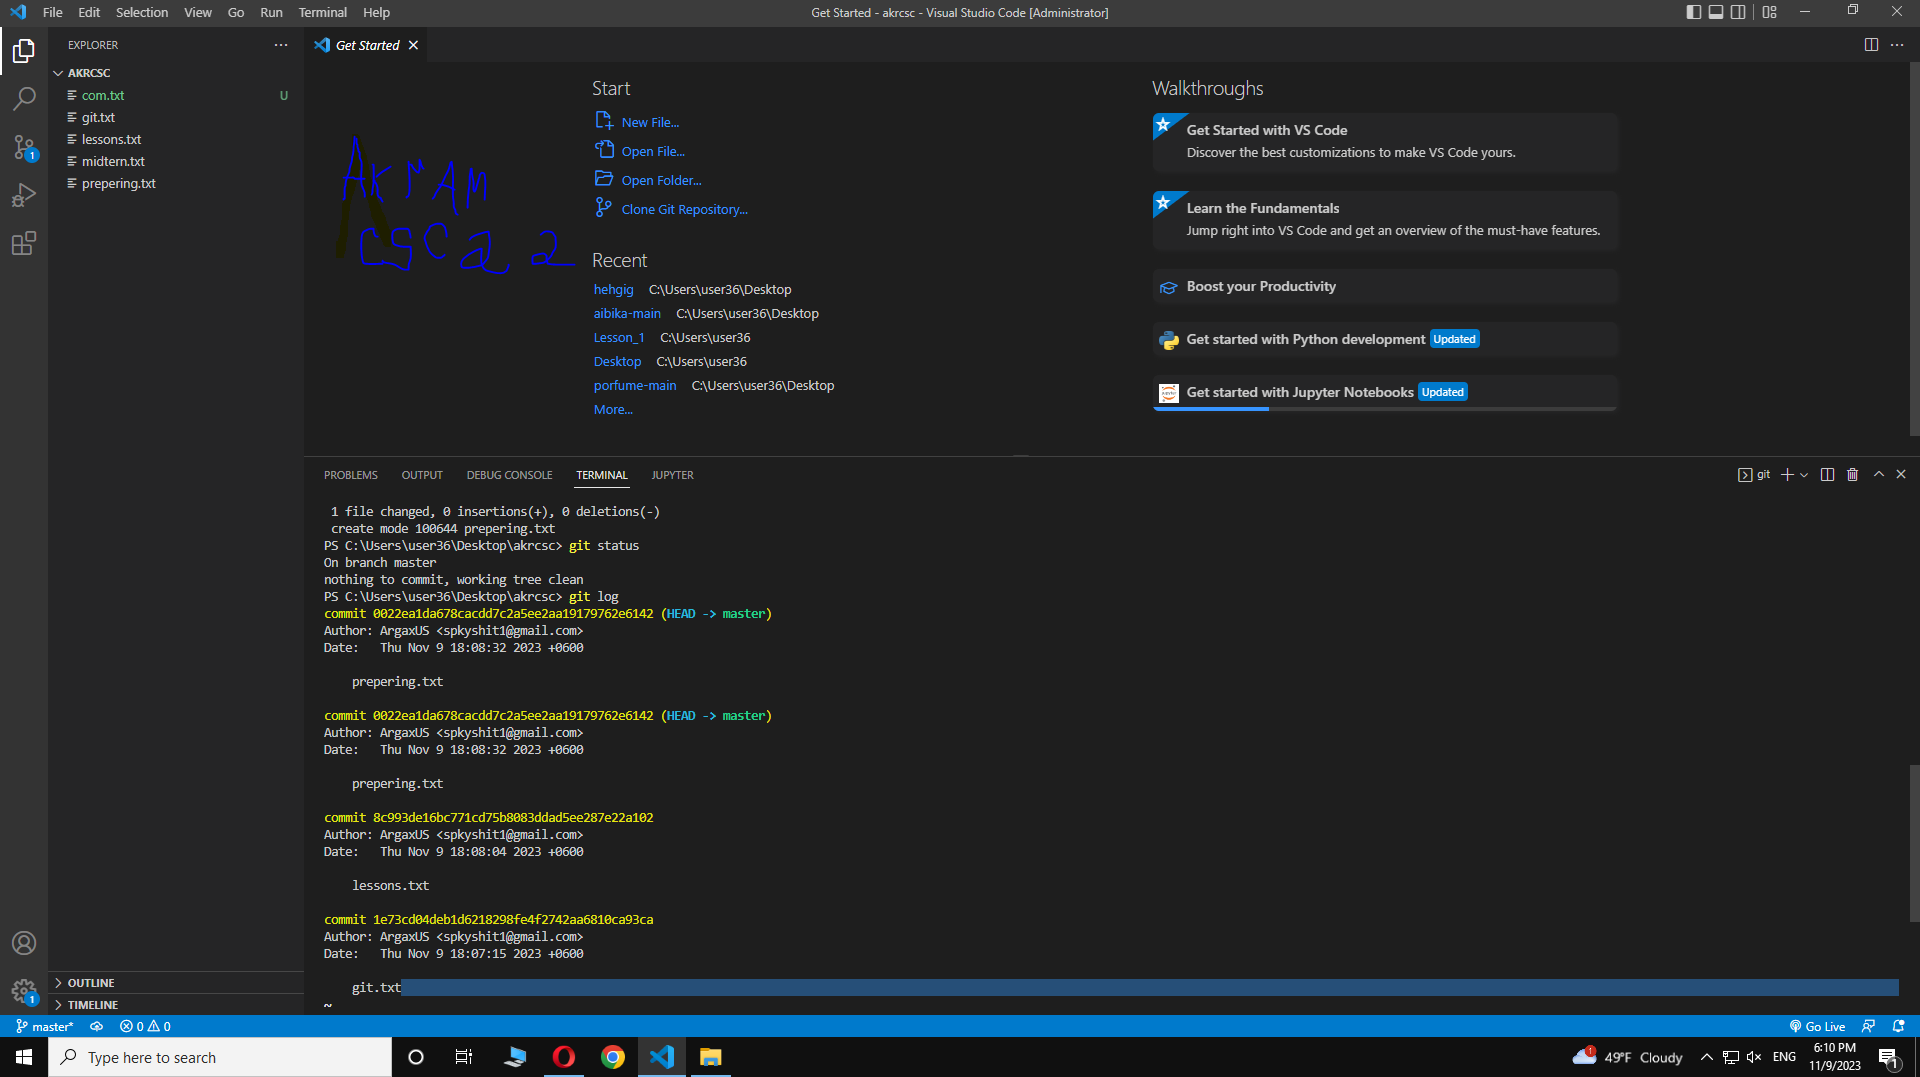 File Edit Selection View Go Run Terminal Help
Get Started - akrcsc - Visual Studio Code [Administrator]
EXPLORER
AKRCSC
com.txt U
git.txt
lessons.txt
midtern.txt
prepering.txt
OUTLINE
TIMELINE
Get Started
AKrAM
CSCa 2
Start
New File...
Open File...
Open Folder...
Clone Git Repository...
Recent
hehgig C:\Users\user36\Desktop
aibika-main C:\Users\user36\Desktop
Lesson_1 C:\Users\user36
Desktop C:\Users\user36
porfume-main C:\Users\user36\Desktop
More...
Walkthroughs
Get Started with VS Code
Discover the best customizations to make VS Code yours.
Learn the Fundamentals
Jump right into VS Code and get an overview of the must-have features.
Boost your Productivity
Get started with Python development Updated
Get started with Jupyter Notebooks Updated
PROBLEMS OUTPUT DEBUG CONSOLE TERMINAL JUPYTER
git
1 file changed, 0 insertions(+), 0 deletions(-)
create mode 100644 prepering.txt
PS C:\Users\user36\Desktop\akrcsc> git status
On branch master
nothing to commit, working tree clean
PS C:\Users\user36\Desktop\akrcsc> git log
commit 0022ea1da678cacdd7c2a5ee2aa19179762e6142 (HEAD -> master)
Author: ArgaxUS <spkyshit1@gmail.com>
Date: Thu Nov 9 18:08:32 2023 +0600
prepering.txt
commit 0022ea1da678cacdd7c2a5ee2aa19179762e6142 (HEAD -> master)
Author: ArgaxUS <spkyshit1@gmail.com>
Date: Thu Nov 9 18:08:32 2023 +0600
prepering.txt
commit 8c993de16bc771cd75b8083ddad5ee287e22a102
Author: ArgaxUS <spkyshit1@gmail.com>
Date: Thu Nov 9 18:08:04 2023 +0600
lessons.txt
commit 1e73cd04deb1d6218298fe4f2742aa6810ca93ca
Author: ArgaxUS <spkyshit1@gmail.com>
Date: Thu Nov 9 18:07:15 2023 +0600
git.txt
~
master* 0 0
Go Live
Type here to search
49°F Cloudy
ENG
6:10 PM
11/9/2023